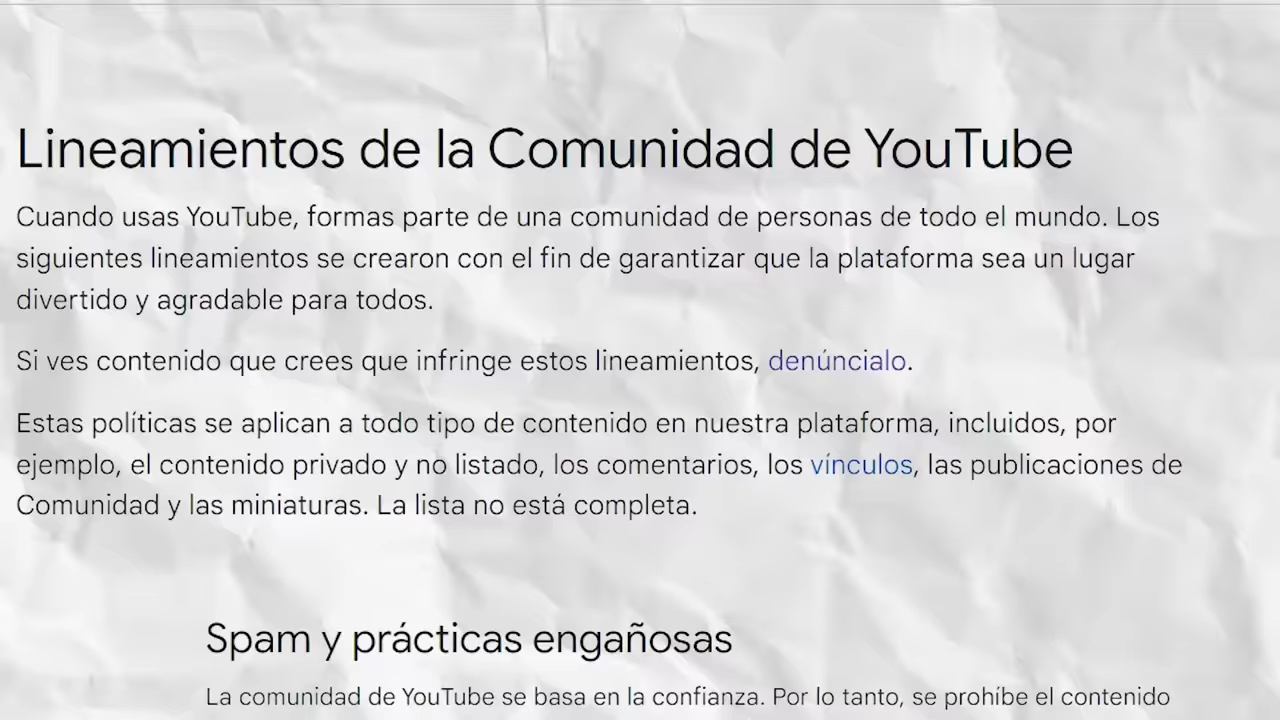 Lineamientos de la Comunidad de YouTube
Cuando usas YouTube, formas parte de una comunidad de personas de todo el mundo. Los
siguientes lineamientos se crearon con el fin de garantizar que la plataforma sea un lugar
divertido y agradable para todos.
Si ves contenido que crees que infringe estos lineamientos, denúncialo.
Estas políticas se aplican a todo tipo de contenido en nuestra plataforma, incluidos, por
ejemplo, el contenido privado y no listado, los comentarios, los vínculos, las publicaciones de
Comunidad y las miniaturas. La lista no está completa.
Spam y prácticas engañosas
La comunidad de YouTube se basa en la confianza. Por lo tanto, se prohíbe el contenido